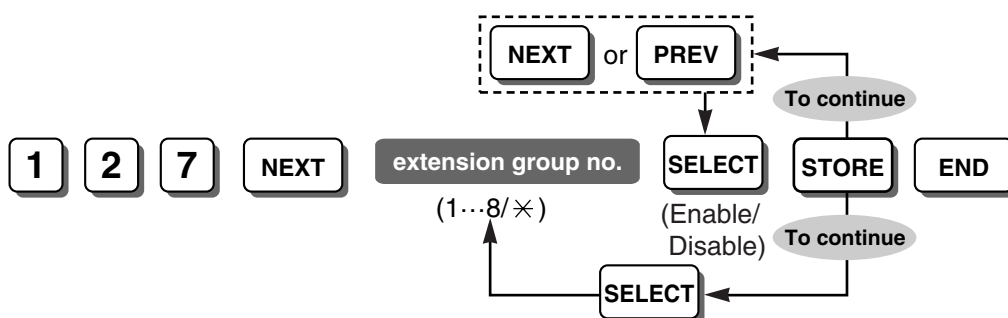 NEXT or PREV
To continue
1 2 7 NEXT extension group no. SELECT STORE END
(1···8/✳)
(Enable/
Disable)
To continue
SELECT